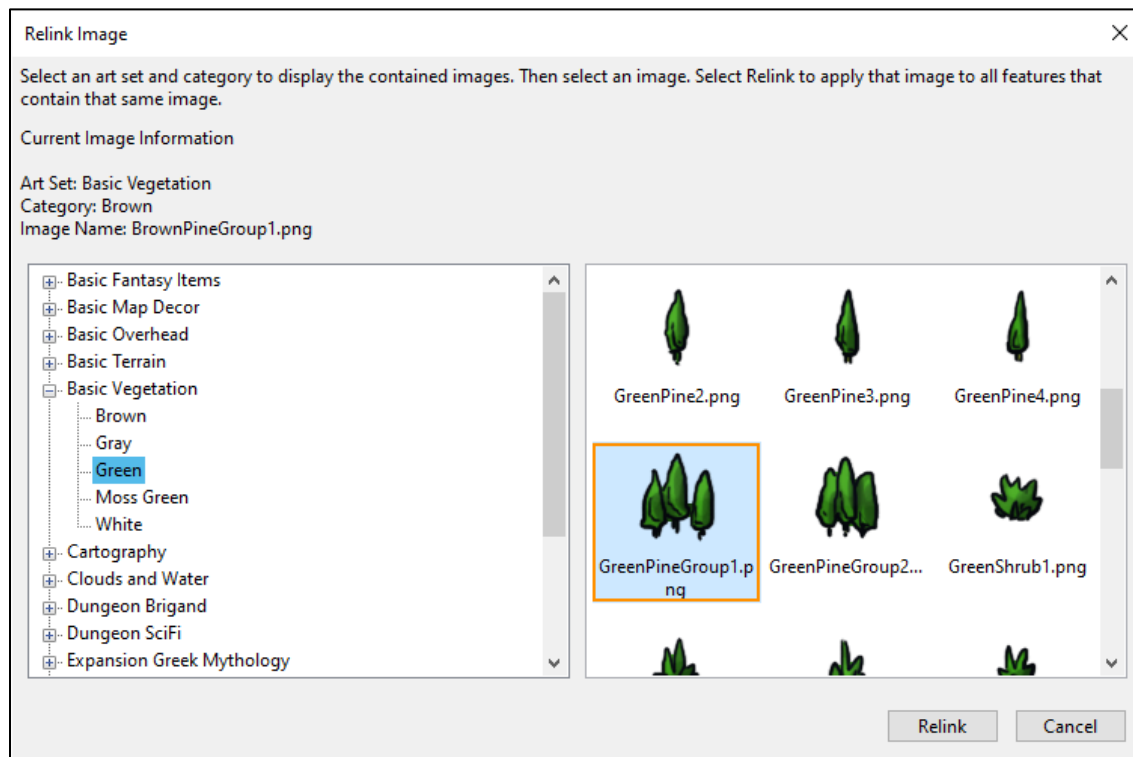 Relink Image
Select an art set and category to display the contained images. Then select an image. Select Relink to apply that image to all features that
contain that same image.
Current Image Information
Art Set: Basic Vegetation
Category: Brown
Image Name: BrownPineGroup1.png
Basic Fantasy Items
Basic Map Decor
Basic Overhead
Basic Terrain
Basic Vegetation
Brown
Gray
Green
Moss Green
White
Cartography
Clouds and Water
Dungeon Brigand
Dungeon SciFi
Expansion Greek Mythology
GreenPine2.png
GreenPine3.png
GreenPine4.png
GreenPineGroup1.p
ng
GreenPineGroup2...
GreenShrub1.png
Relink
Cancel